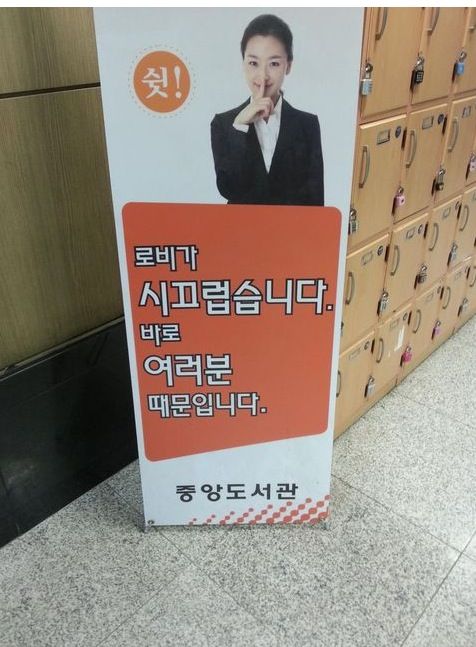 쉿!
로비가
시끄럽습니다.
바로
여러분
때문입니다.
중앙도서관